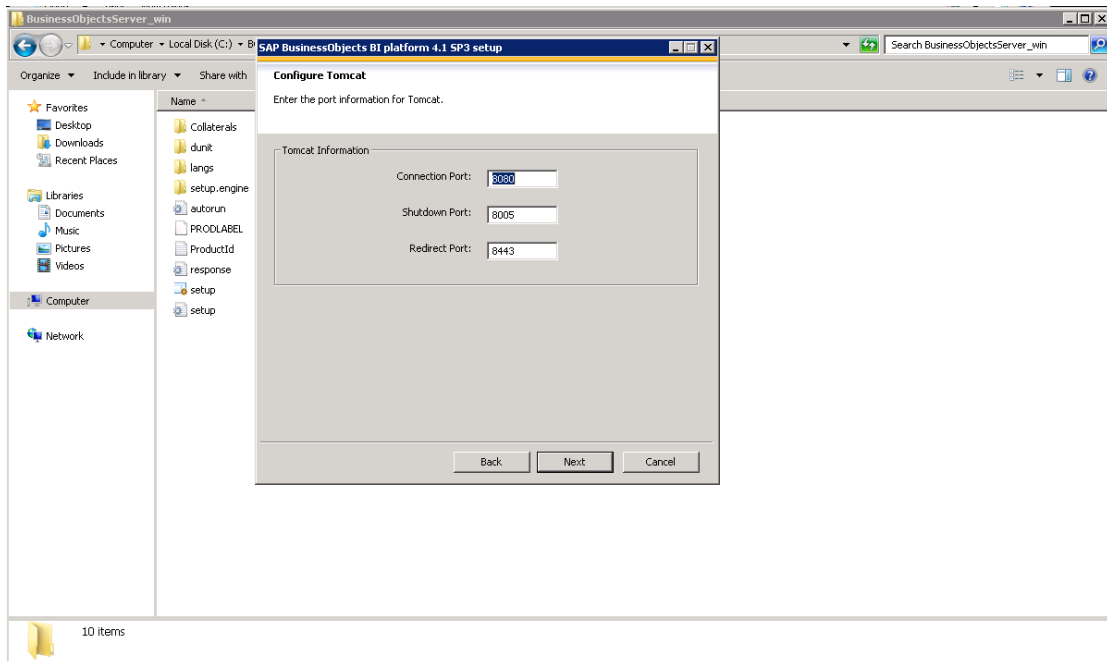 BusinessObjectsServer_win
Computer
Local Disk (C:)
SAP BusinessObjects BI platform 4.1 SP3 setup
Search BusinessObjectsServer_win
Organize
Include in library
Share with
Configure Tomcat
Enter the port information for Tomcat.
Favorites
Desktop
Downloads
Recent Places
Libraries
Documents
Music
Pictures
Videos
Computer
Network
Name
Collaterals
dunit
langs
setup.engine
autorun
PRODLABEL
ProductId
response
setup
setup
Tomcat Information
Connection Port: 8080
Shutdown Port: 8005
Redirect Port: 8443
Back
Next
Cancel
10 items